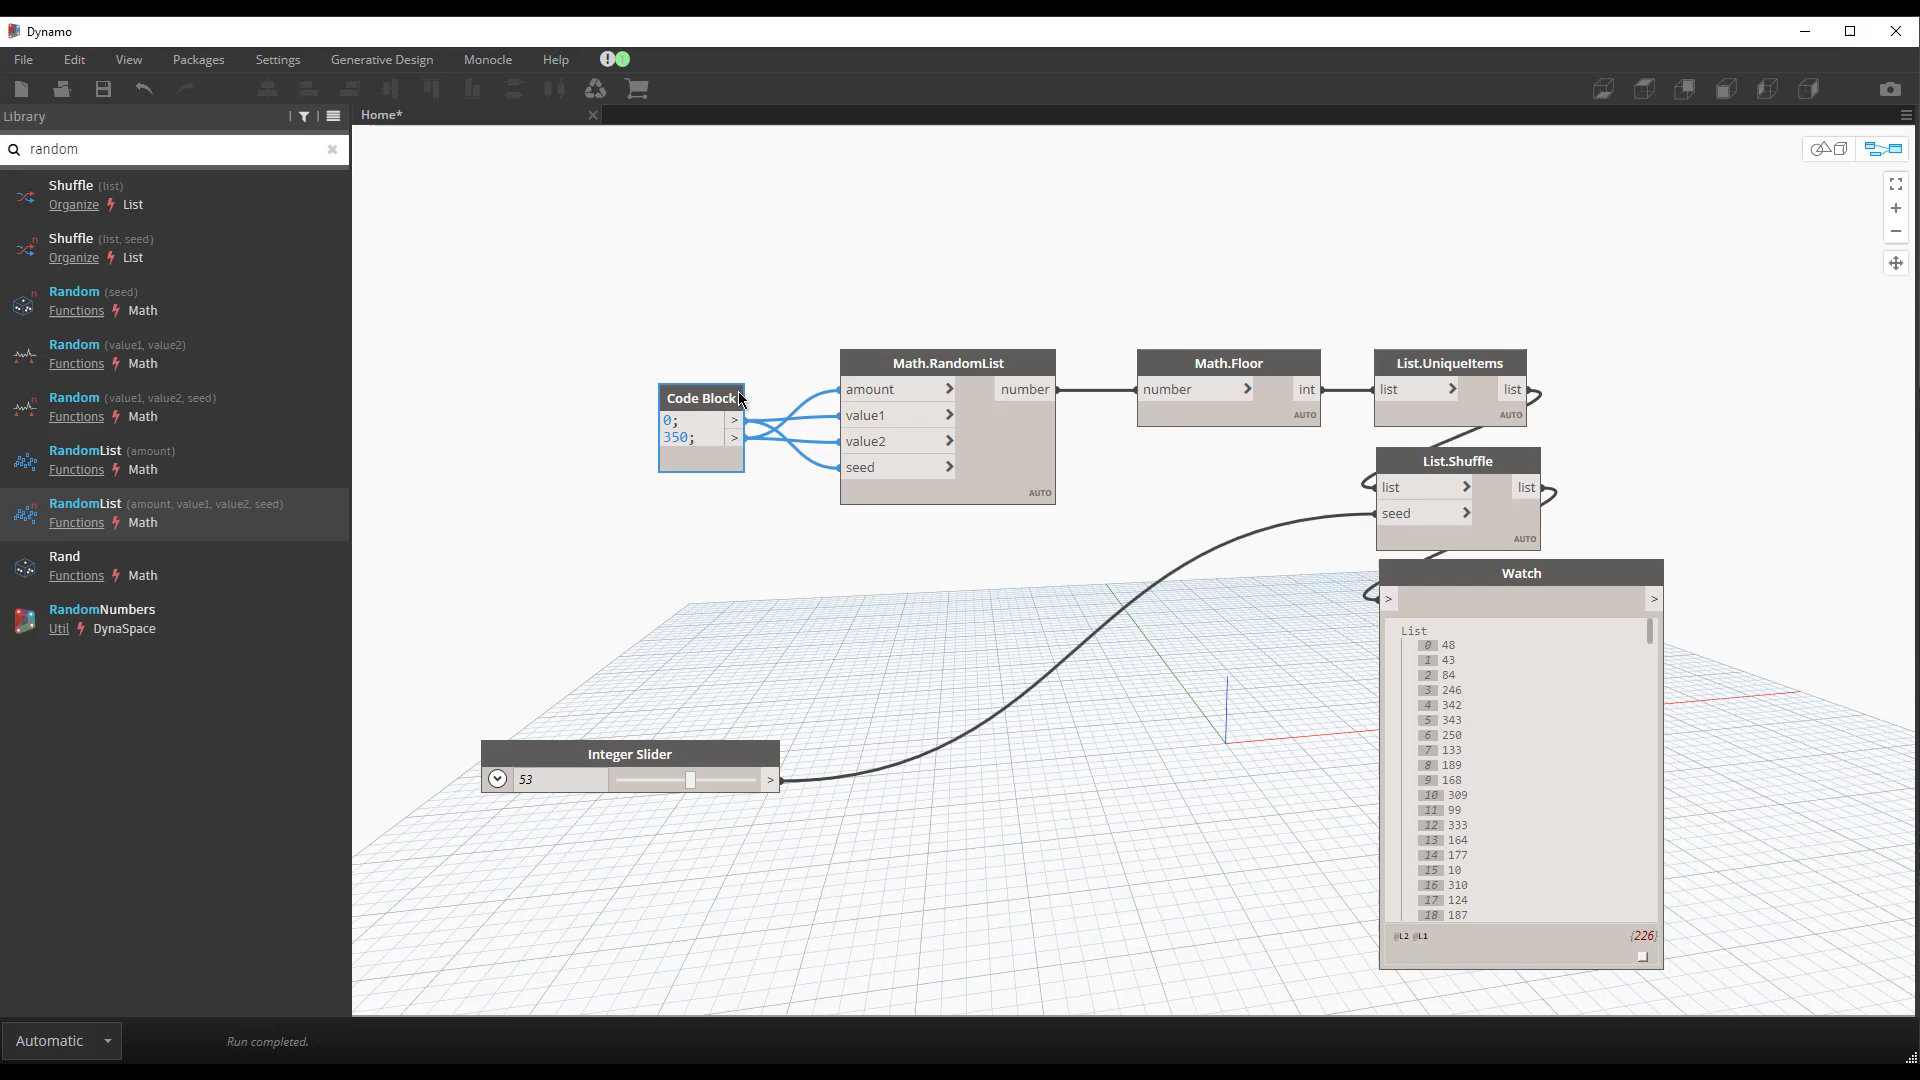 Dynamo
File Edit View Packages Settings Generative Design Monocle Help ! 1
Library
Home*
random
Shuffle (list)
Organize List
Shuffle (list, seed)
Organize List
Random (seed)
Functions Math
Random (value1, value2)
Functions Math
Random (value1, value2, seed)
Functions Math
RandomList (amount)
Functions Math
RandomList (amount, value1, value2, seed)
Functions Math
Rand
Functions Math
RandomNumbers
Util DynaSpace
Code Block
0; >
350; >
Math.RandomList
amount > number
value1 >
value2 >
seed >
AUTO
Math.Floor
number > int
AUTO
List.UniqueItems
list > list
AUTO
List.Shuffle
list > list
seed >
AUTO
Integer Slider
53 >
Watch
> >
List
0 48
1 43
2 84
3 246
4 342
5 343
6 250
7 133
8 189
9 168
10 309
11 99
12 333
13 164
14 177
15 10
16 310
17 124
18 187
@L2 @L1 {226}
Automatic
Run completed.